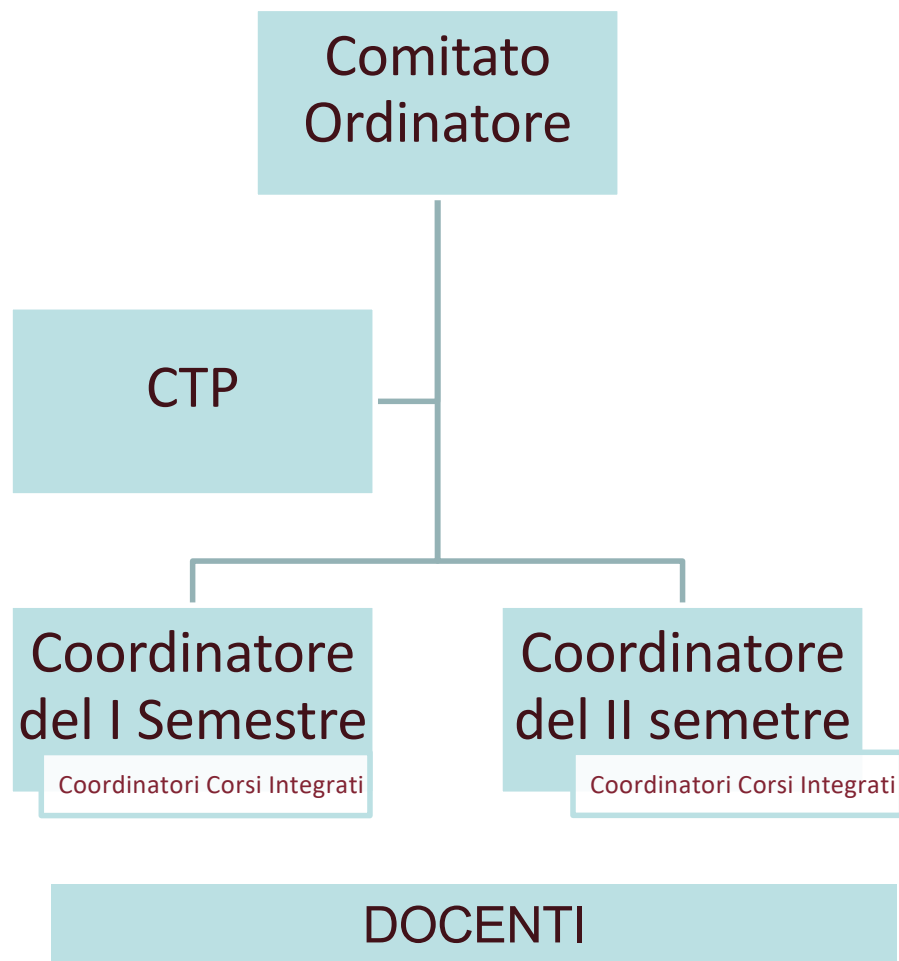 Comitato
Ordinatore
CTP
Coordinatore
del I Semestre
Coordinatori Corsi Integrati
Coordinatore
del II semetre
Coordinatori Corsi Integrati
DOCENTI